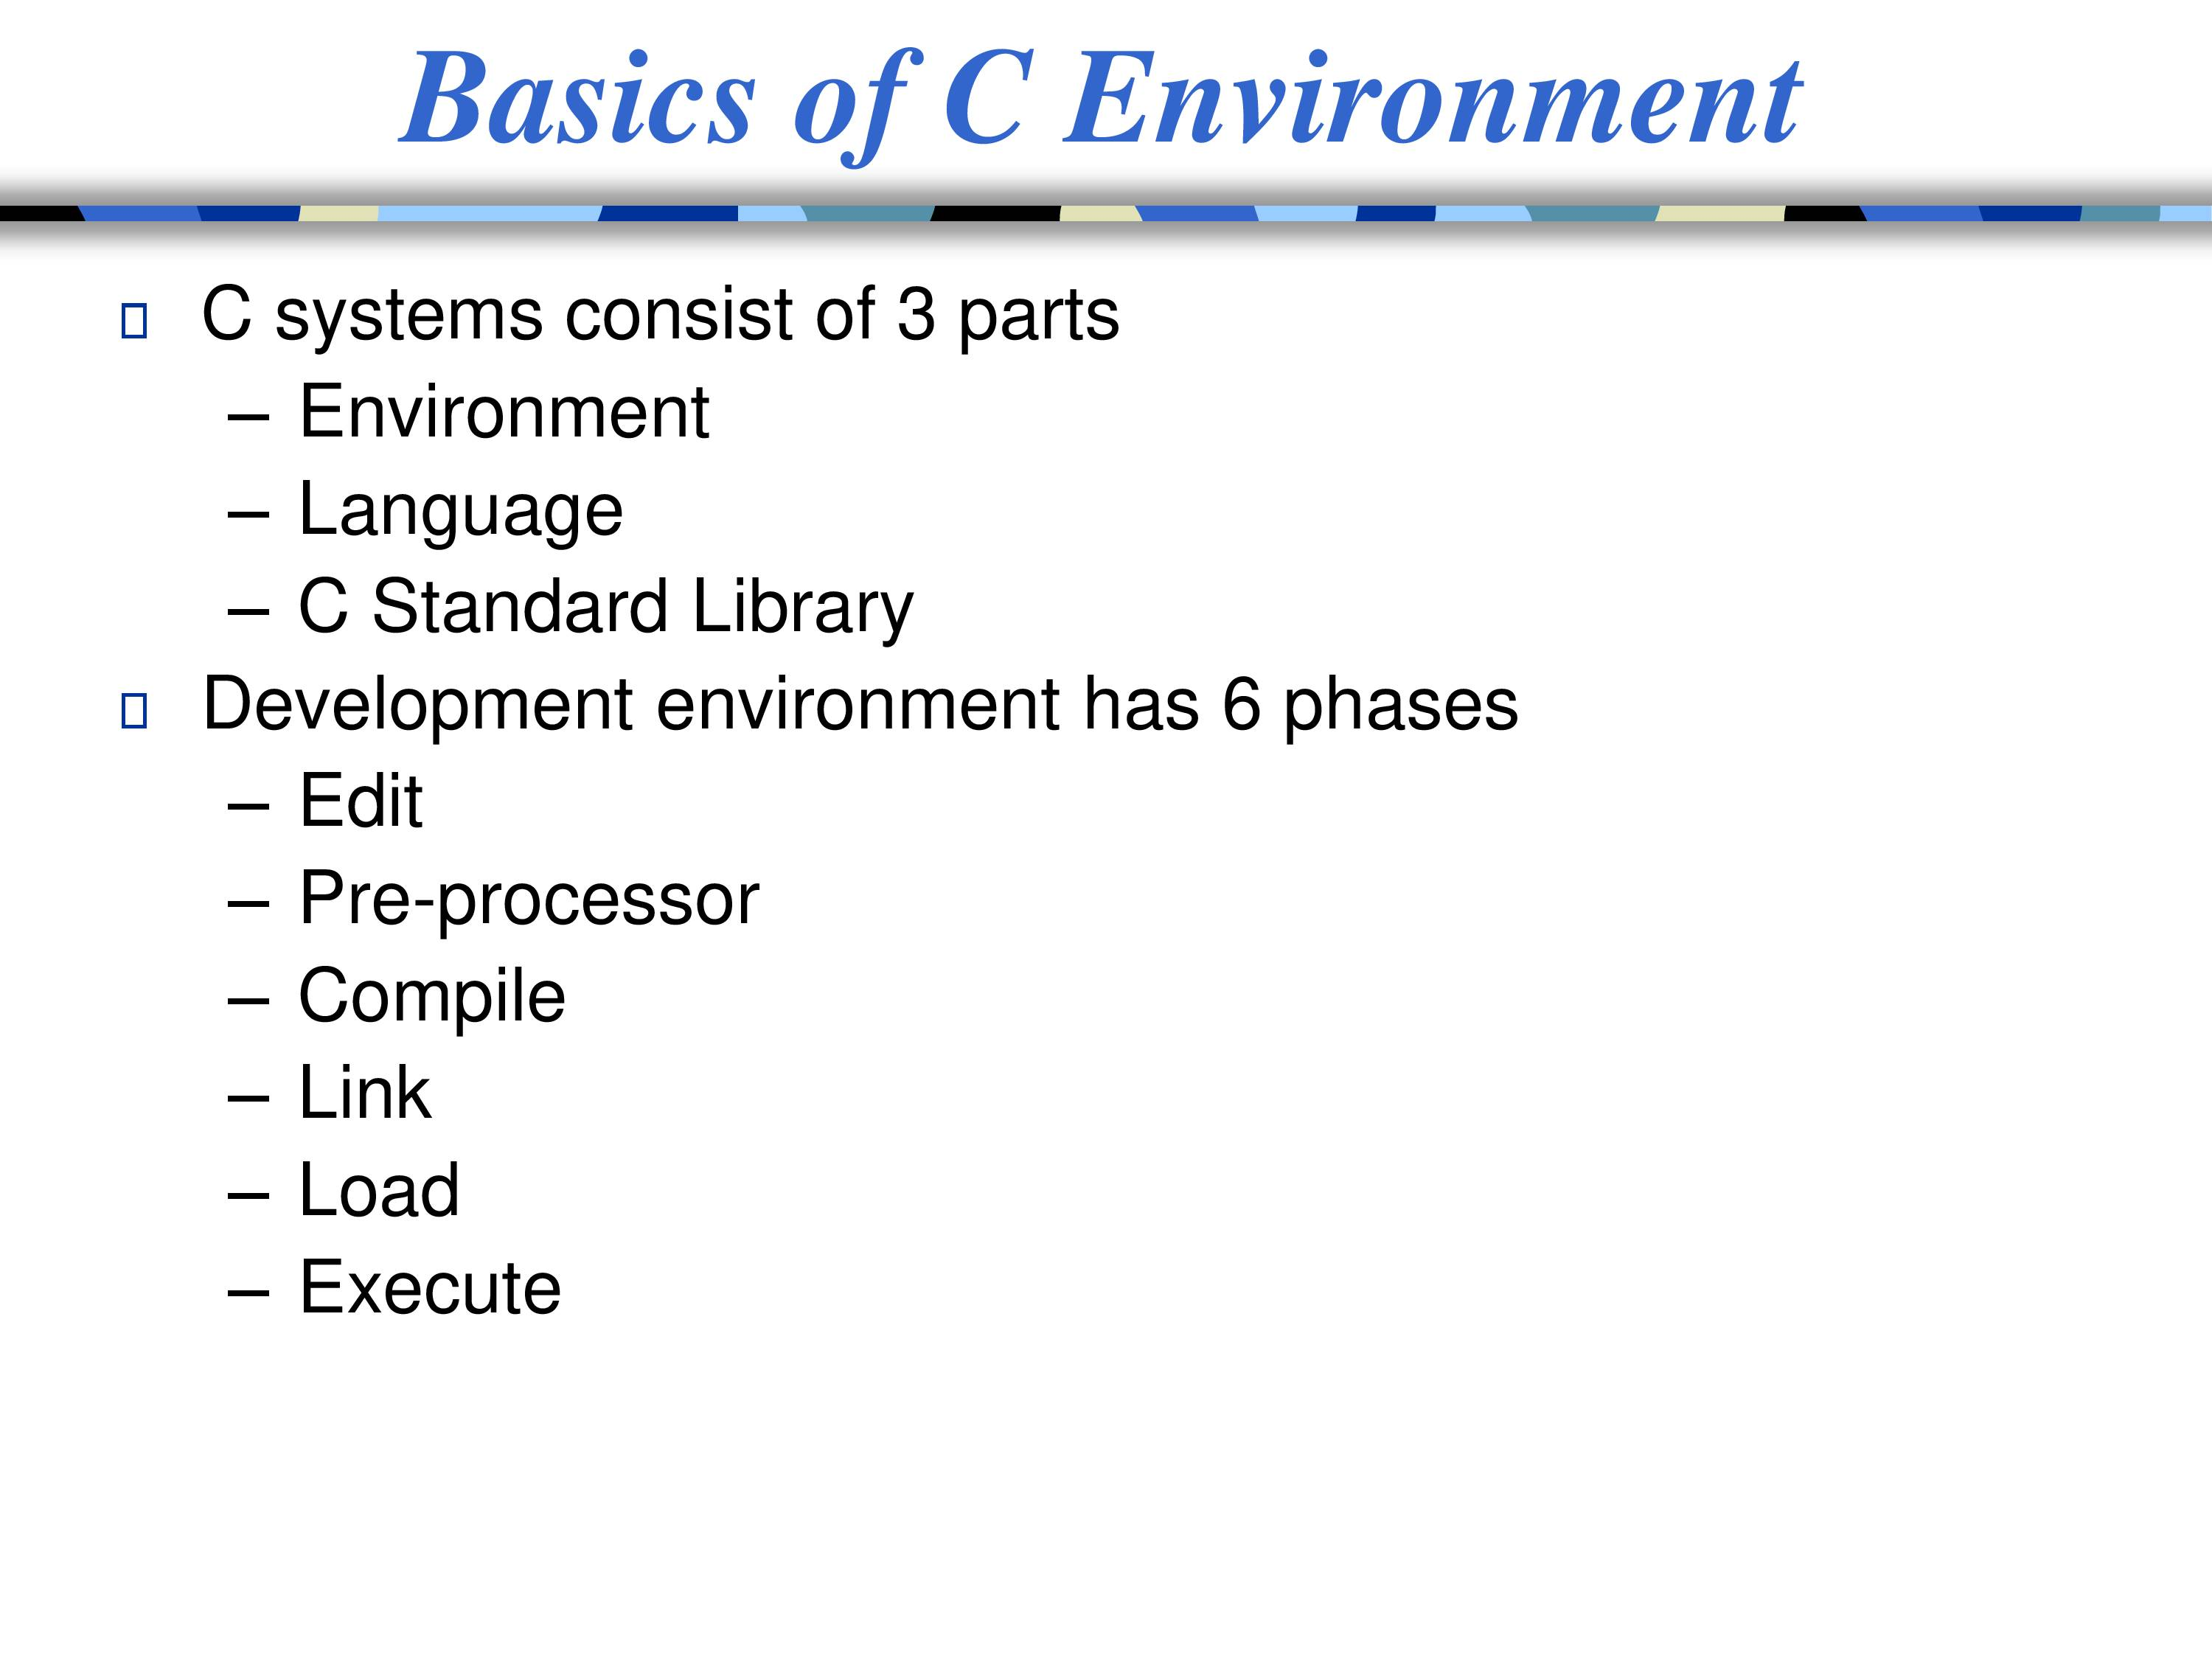 Basics of C Environment
C systems consist of 3 parts
– Environment
– Language
– C Standard Library
Development environment has 6 phases
– Edit
– Pre-processor
– Compile
– Link
– Load
– Execute